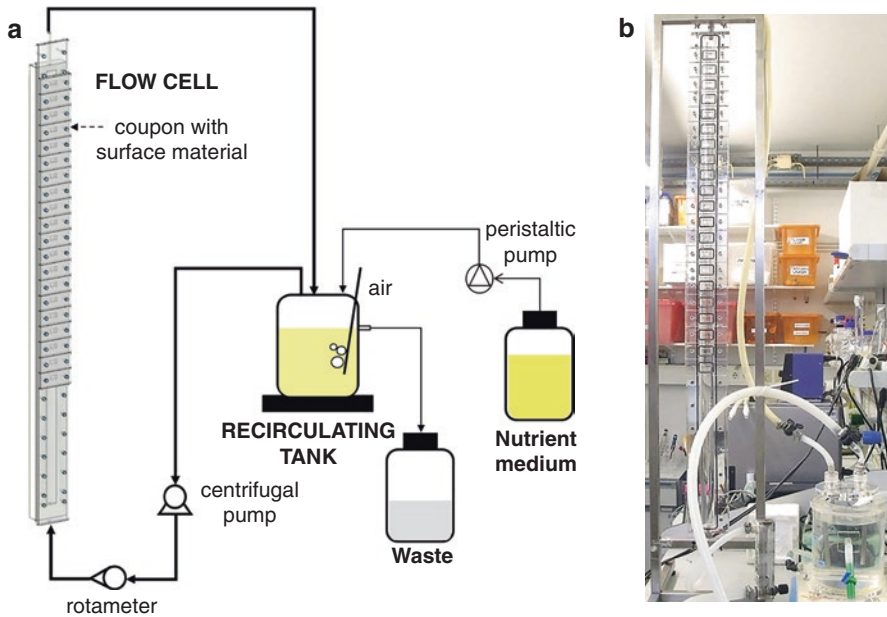 a
FLOW CELL
coupon with
surface material
air
peristaltic
pump
RECIRCULATING
TANK
Nutrient
medium
centrifugal
pump
Waste
rotameter
b